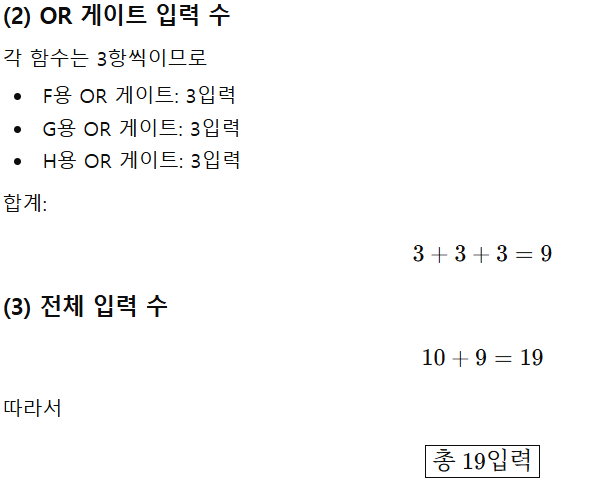 (2) OR 게이트 입력 수
각 함수는 3항씩이므로
• F용 OR 게이트: 3입력
• G용 OR 게이트: 3입력
• H용 OR 게이트: 3입력
합계:
3 + 3 + 3 = 9
(3) 전체 입력 수
10 + 9 = 19
따라서
총 19입력